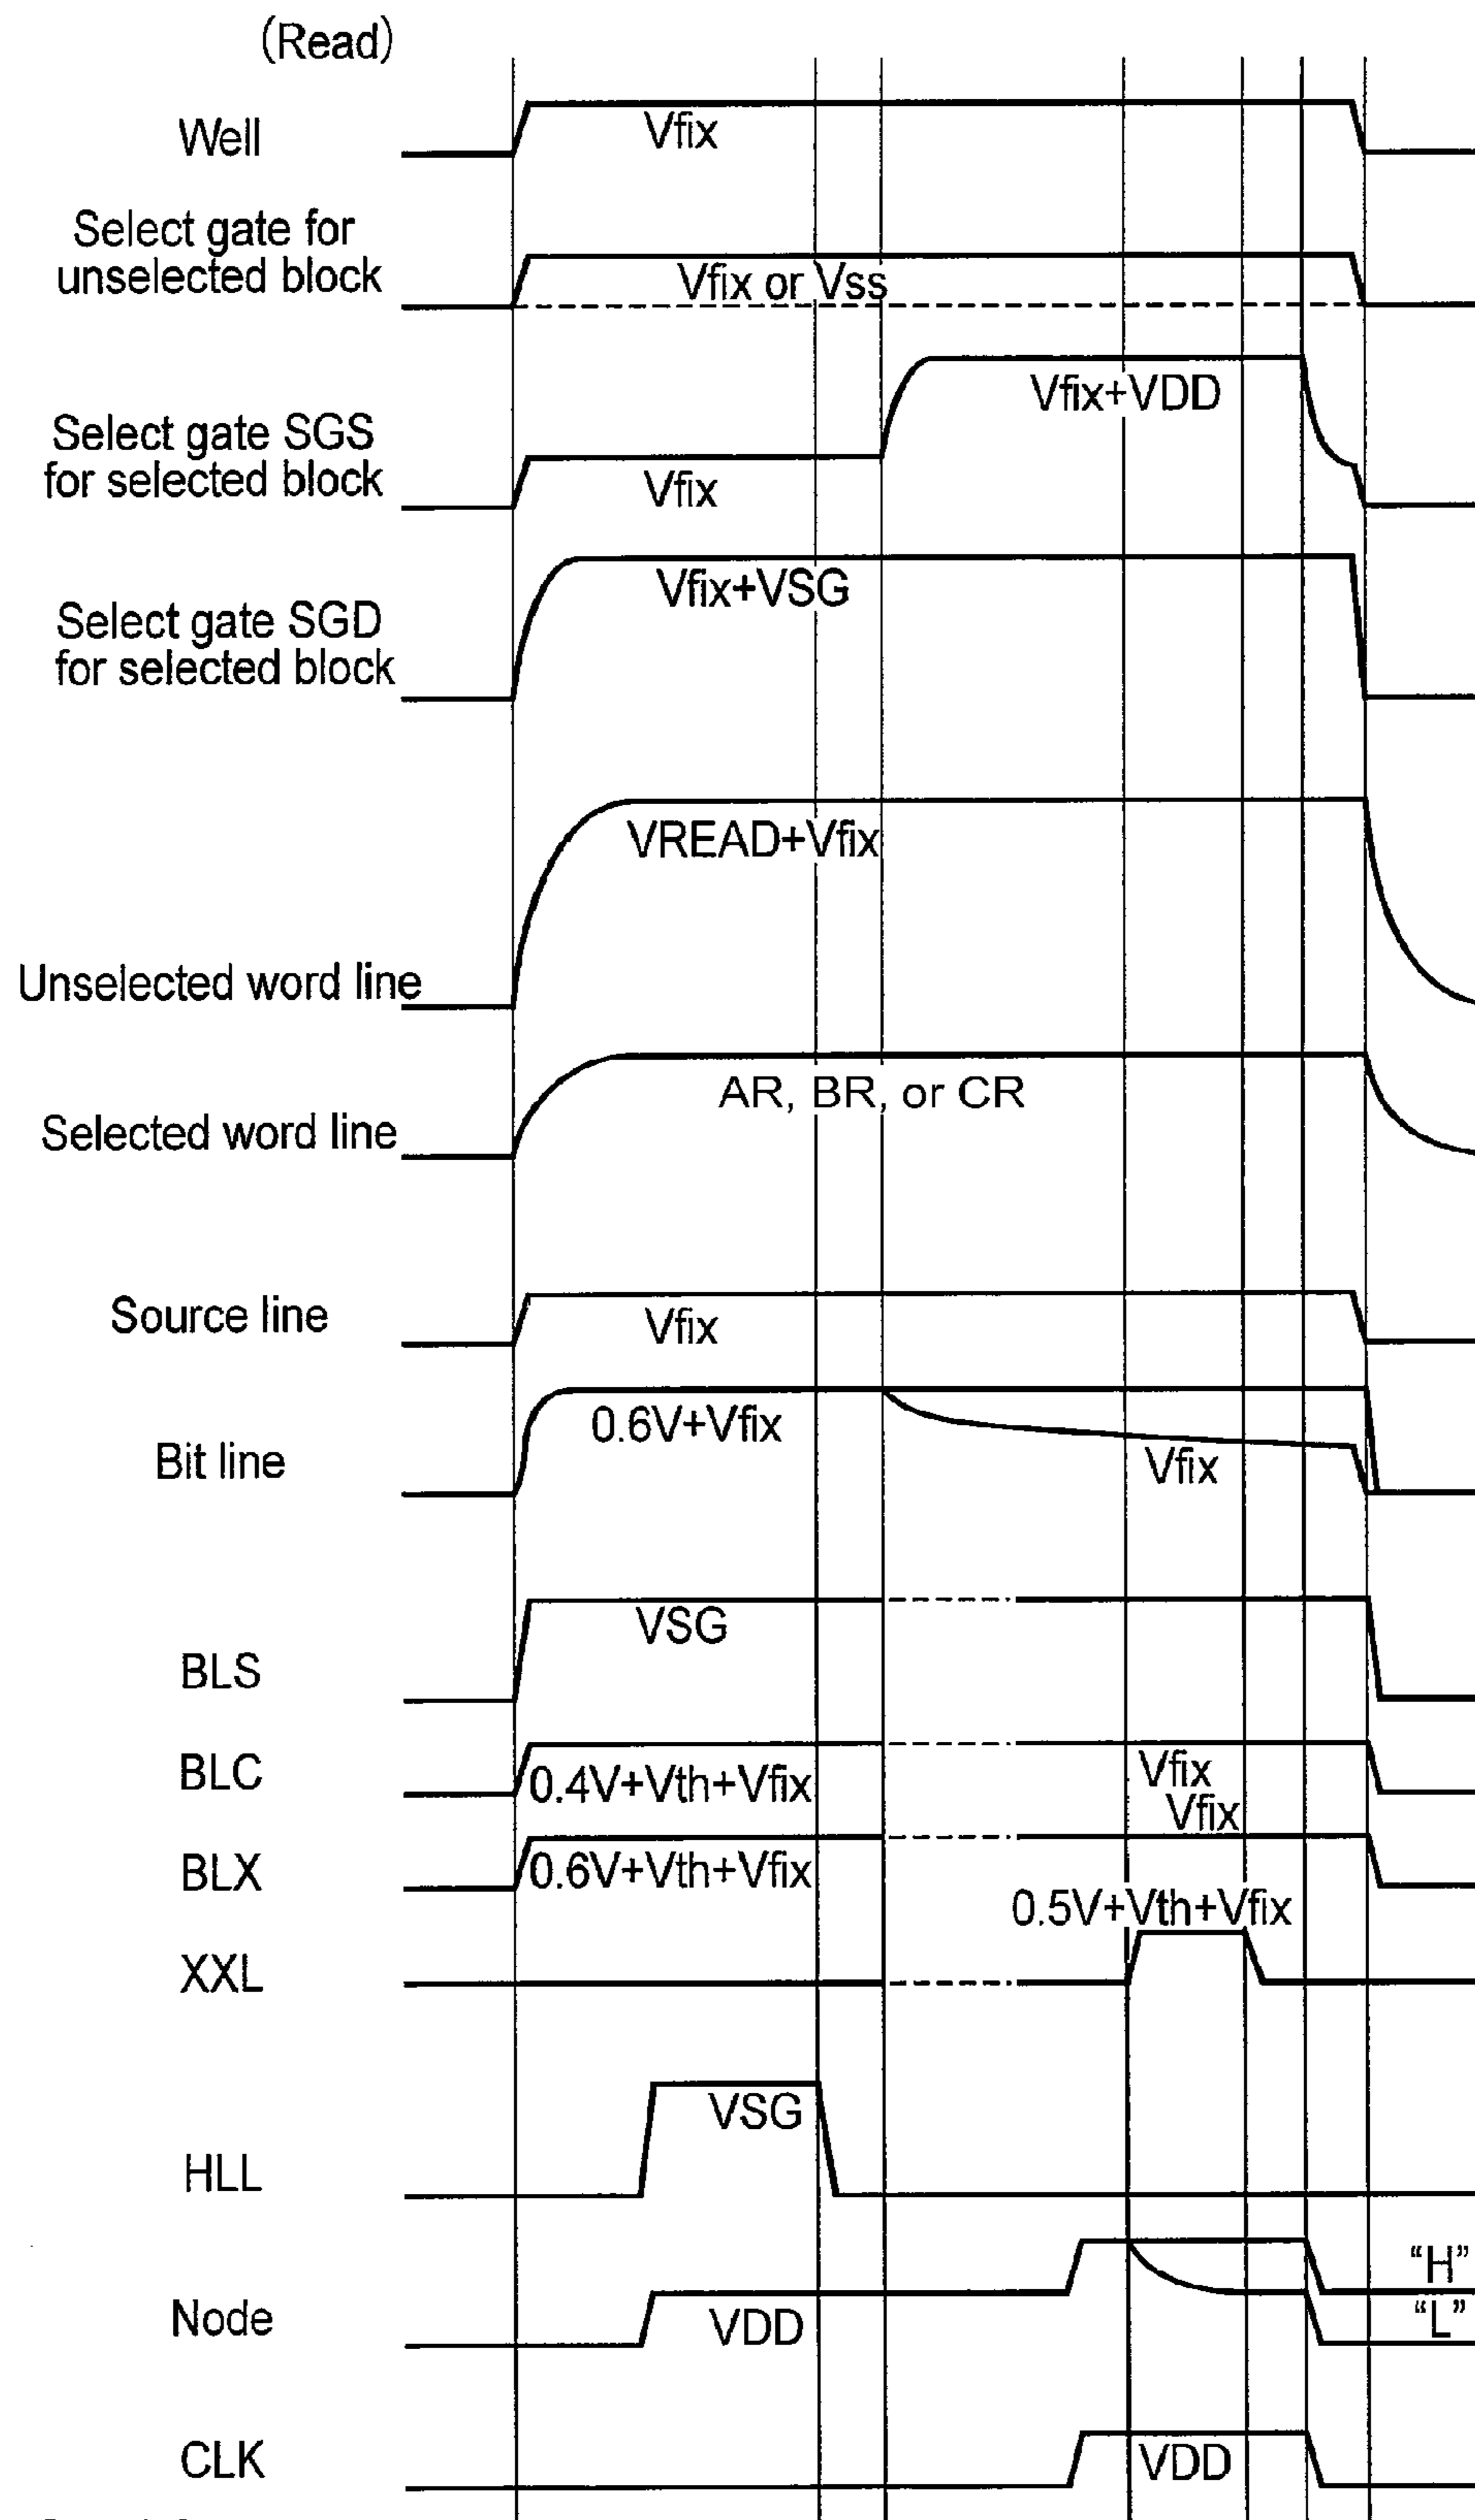 (Read)
Well
Vfix
Select gate for
unselected block
Vfix or Vss
Select gate SGS
for selected block
Vfix
Vfix+VDD
Select gate SGD
for selected block
Vfix+VSG
Unselected word line
VREAD+Vfix
Selected word line
AR, BR, or CR
Source line
Vfix
Bit line
0.6V+Vfix
Vfix
BLS
VSG
BLC
0.4V+Vth+Vfix
Vfix
Vfix
BLX
0.6V+Vth+Vfix
0.5V+Vth+Vfix
XXL
HLL
VSG
Node
VDD
“H”
“L”
CLK
VDD